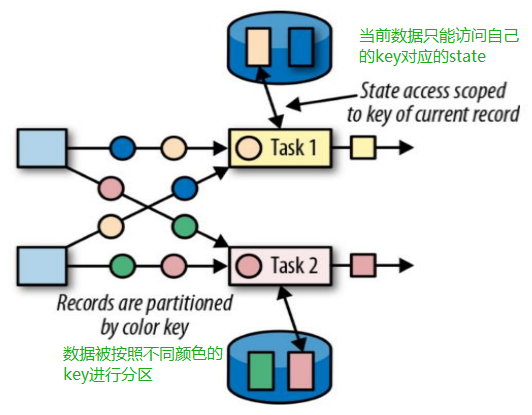 当前数据只能访问自己
的key对应的state
State access scoped
to key of current record
Task 1
Task 2
Records are partitioned
by color key
数据被按照不同颜色的
key进行分区